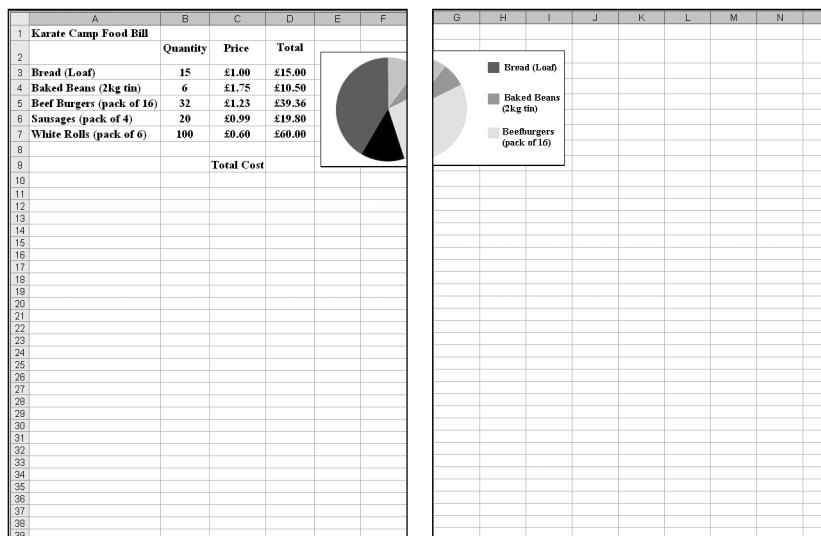 A B C D E F
1 Karate Camp Food Bill
2 Quantity Price Total
3 Bread (Loaf) 15 £1.00 £15.00
4 Baked Beans (2kg tin) 6 £1.75 £10.50
5 Beef Burgers (pack of 16) 32 £1.23 £39.36
6 Sausages (pack of 4) 20 £0.99 £19.80
7 White Rolls (pack of 6) 100 £0.60 £60.00
8
9 Total Cost
10
11
12
13
14
15
16
17
18
19
20
21
22
23
24
25
26
27
28
29
30
31
32
33
34
35
36
37
38
39
G H I J K L M N
Bread (Loaf)
Baked Beans
(2kg tin)
Beefburgers
(pack of 16)